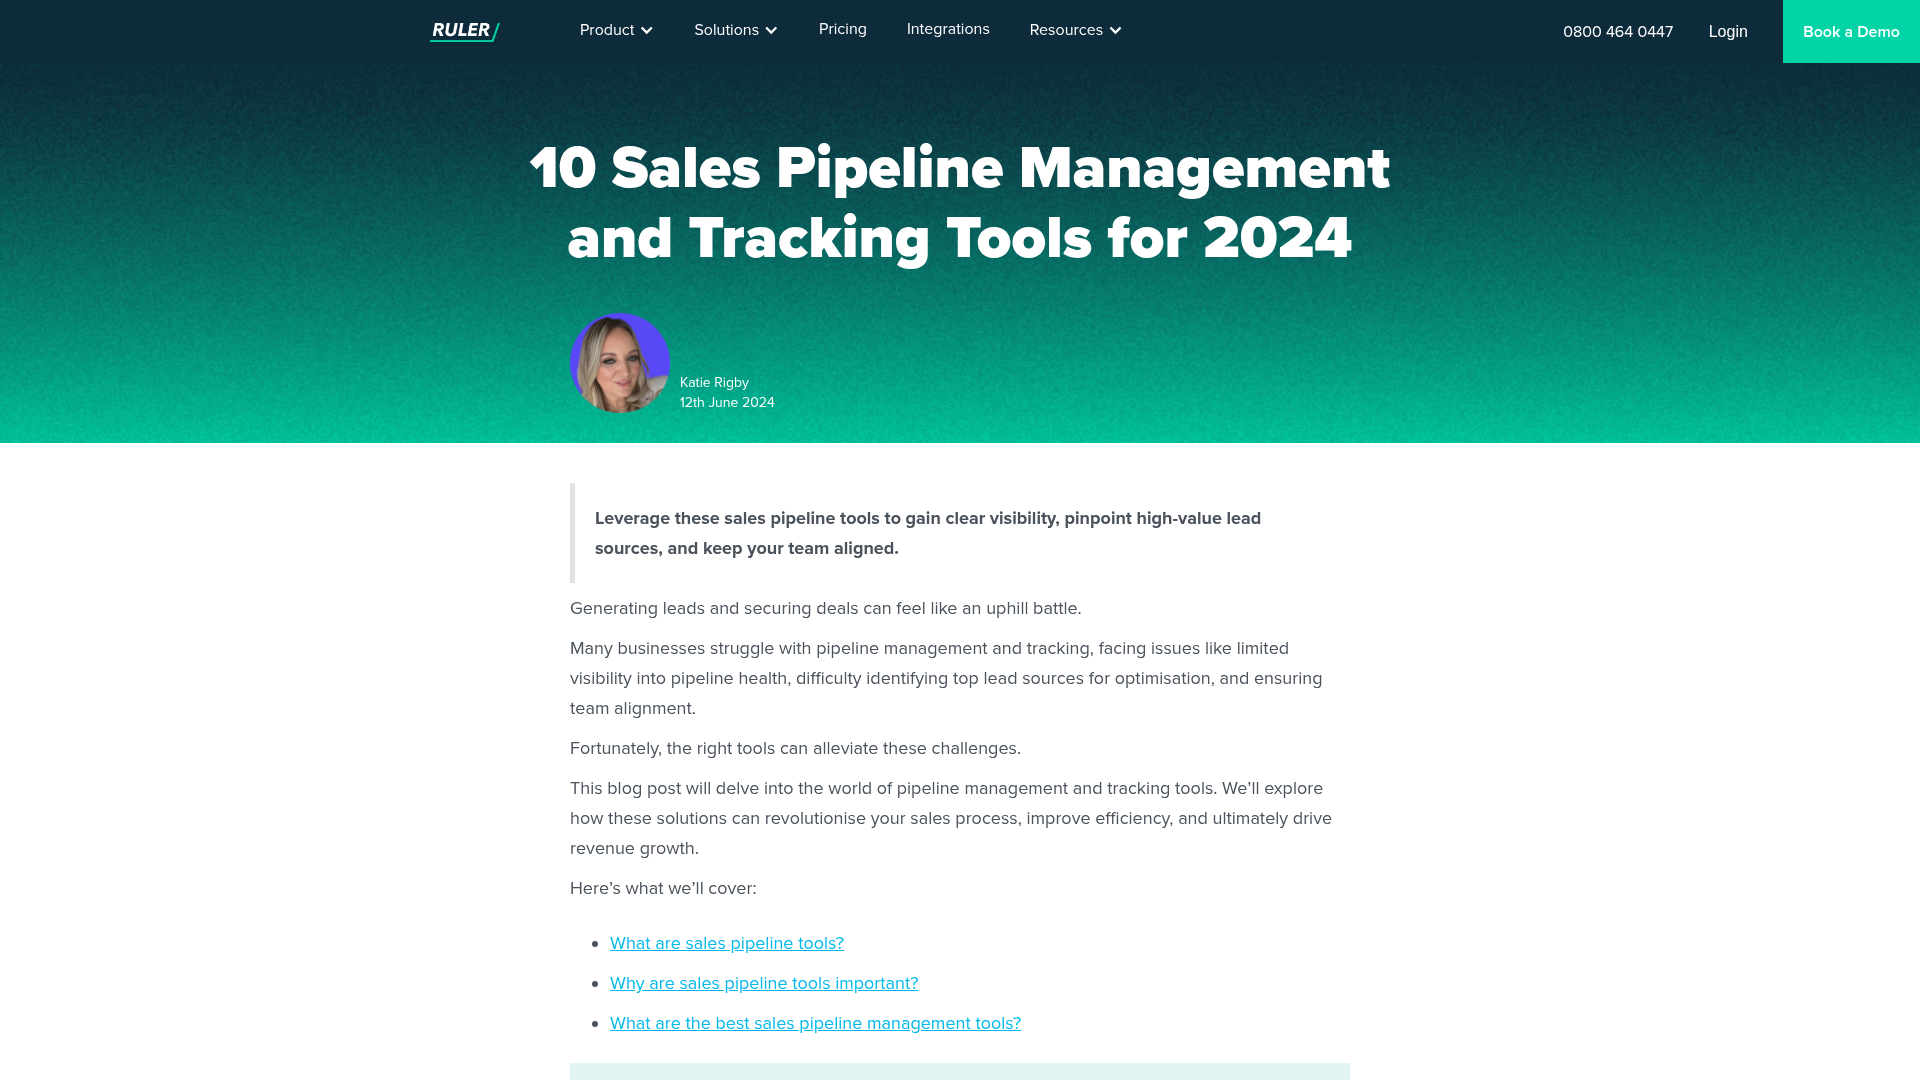 RULER
Product
Solutions
Pricing
Integrations
Resources
0800 464 0447
Login
Book a Demo
10 Sales Pipeline Management
and Tracking Tools for 2024
Katie Rigby
12th June 2024
Leverage these sales pipeline tools to gain clear visibility, pinpoint high-value lead
sources, and keep your team aligned.
Generating leads and securing deals can feel like an uphill battle.
Many businesses struggle with pipeline management and tracking, facing issues like limited
visibility into pipeline health, difficulty identifying top lead sources for optimisation, and ensuring
team alignment.
Fortunately, the right tools can alleviate these challenges.
This blog post will delve into the world of pipeline management and tracking tools. We’ll explore
how these solutions can revolutionise your sales process, improve efficiency, and ultimately drive
revenue growth.
Here’s what we’ll cover:
What are sales pipeline tools?
Why are sales pipeline tools important?
What are the best sales pipeline management tools?